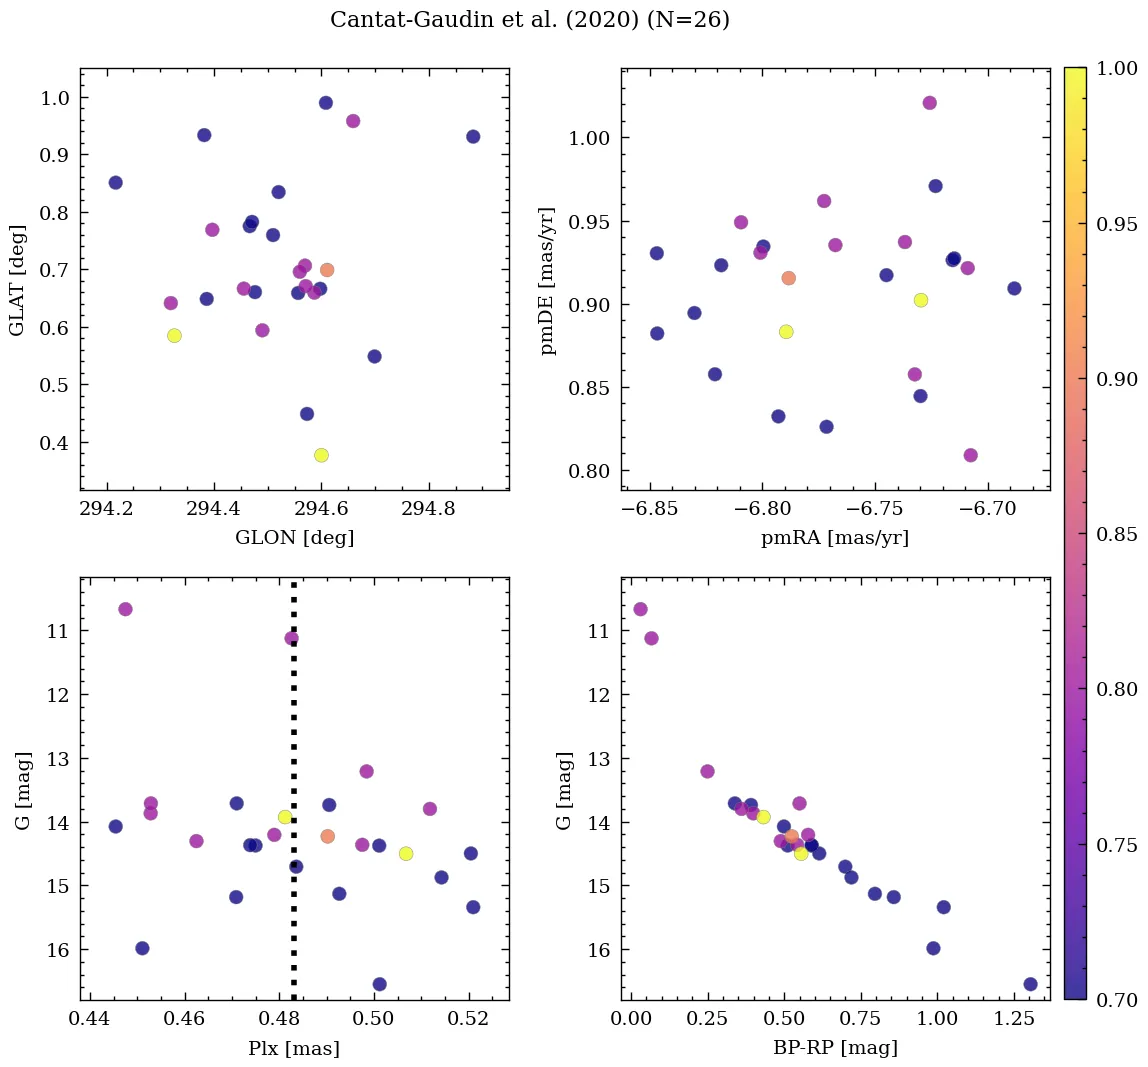 Cantat-Gaudin et al. (2020) (N=26)
1.0
0.9
0.8
0.7
0.6
0.5
0.4
GLAT [deg]
294.2 294.4 294.6 294.8
GLON [deg]
1.00
0.95
0.90
0.85
0.80
pmDE [mas/yr]
−6.85 −6.80 −6.75 −6.70
pmRA [mas/yr]
11
12
13
14
15
16
G [mag]
0.44 0.46 0.48 0.50 0.52
Plx [mas]
11
12
13
14
15
16
G [mag]
0.00 0.25 0.50 0.75 1.00 1.25
BP-RP [mag]
1.00
0.95
0.90
0.85
0.80
0.75
0.70